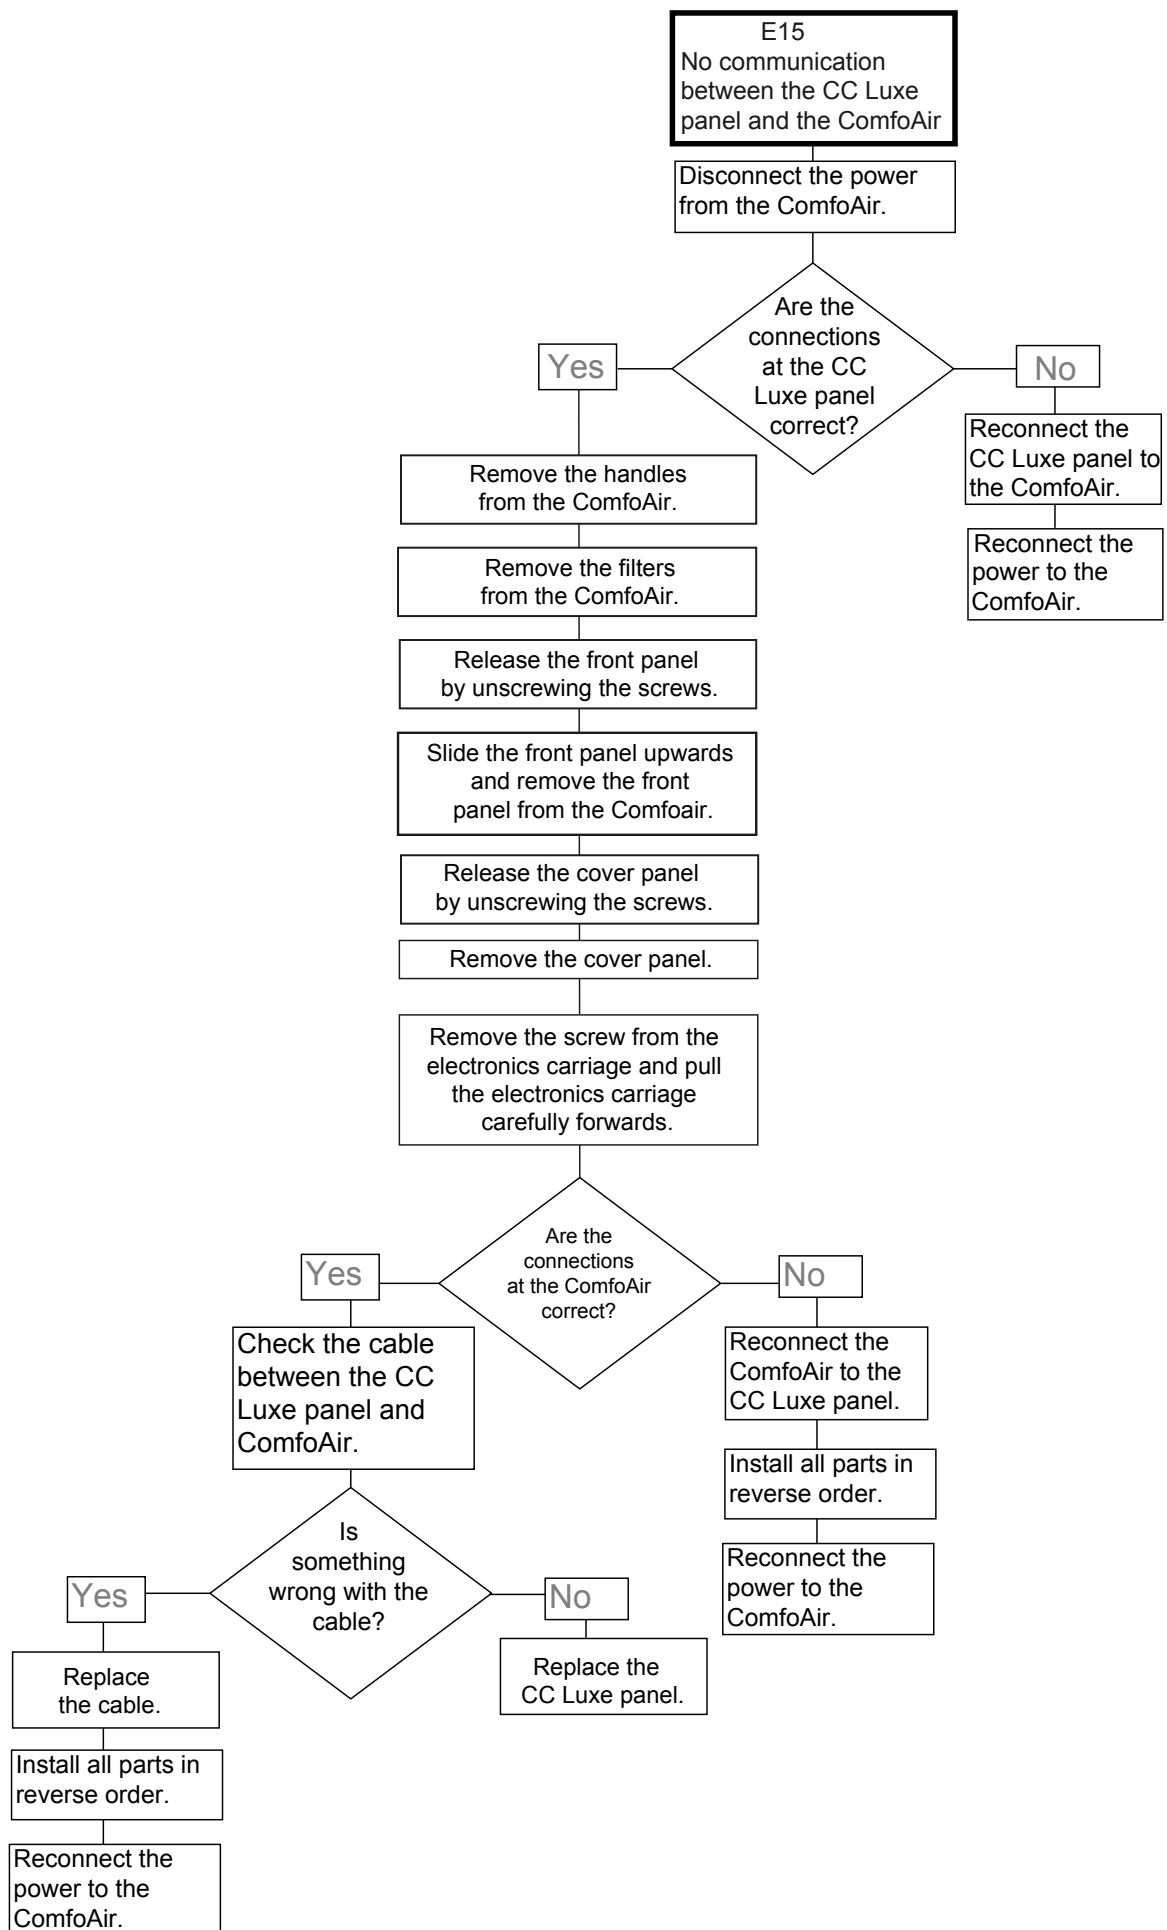 E15
No communication
between the CC Luxe
panel and the ComfoAir
Disconnect the power
from the ComfoAir.
Are the
connections
at the CC
Luxe panel
correct?
Yes
No
Reconnect the
CC Luxe panel to
the ComfoAir.
Reconnect the
power to the
ComfoAir.
Remove the handles
from the ComfoAir.
Remove the filters
from the ComfoAir.
Release the front panel
by unscrewing the screws.
Slide the front panel upwards
and remove the front
panel from the Comfoair.
Release the cover panel
by unscrewing the screws.
Remove the cover panel.
Remove the screw from the
electronics carriage and pull
the electronics carriage
carefully forwards.
Are the
connections
at the ComfoAir
correct?
Yes
No
Reconnect the
ComfoAir to the
CC Luxe panel.
Install all parts in
reverse order.
Reconnect the
power to the
ComfoAir.
Check the cable
between the CC
Luxe panel and
ComfoAir.
Is
something
wrong with the
cable?
Yes
No
Replace the
CC Luxe panel.
Replace
the cable.
Install all parts in
reverse order.
Reconnect the
power to the
ComfoAir.